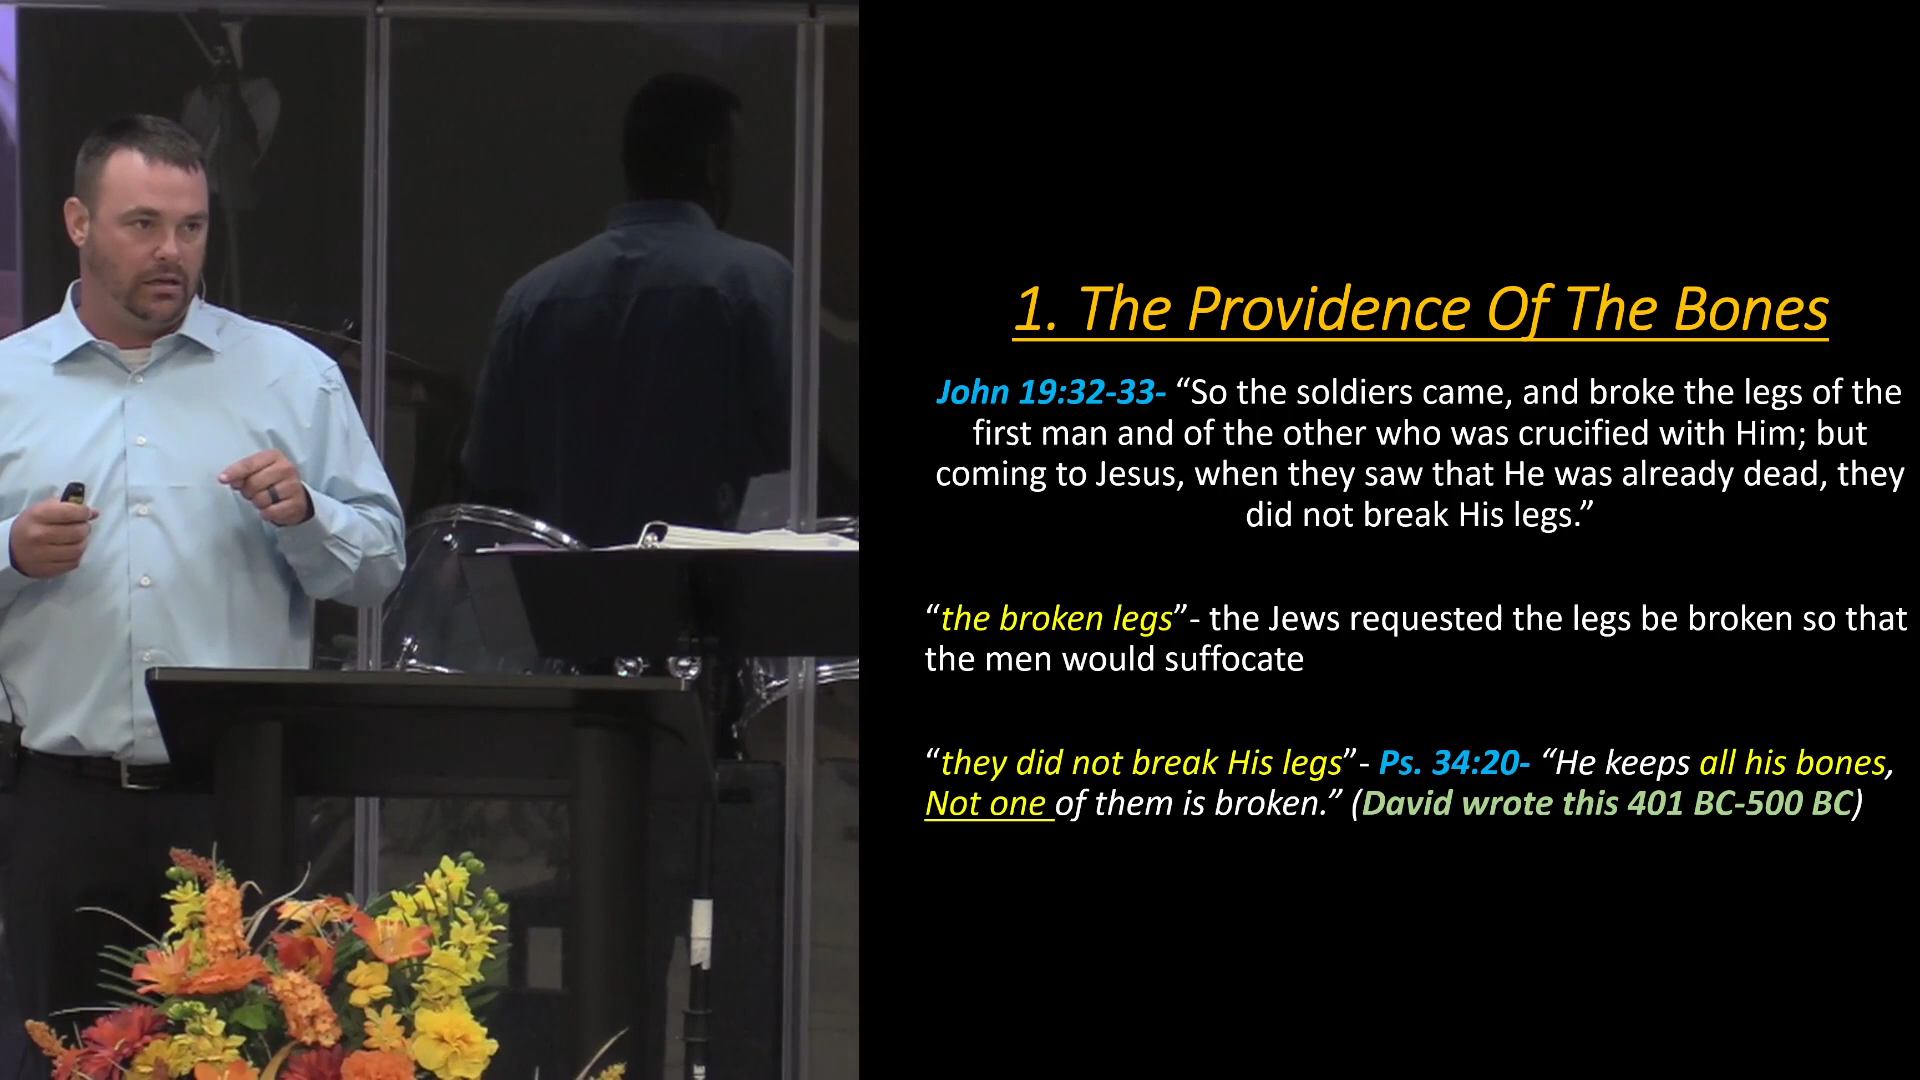 1. The Providence Of The Bones
John 19:32-33- “So the soldiers came, and broke the legs of the
first man and of the other who was crucified with Him; but
coming to Jesus, when they saw that He was already dead, they
did not break His legs.”
“the broken legs”- the Jews requested the legs be broken so that
the men would suffocate
“they did not break His legs”- Ps. 34:20- “He keeps all his bones,
Not one of them is broken.” (David wrote this 401 BC-500 BC)